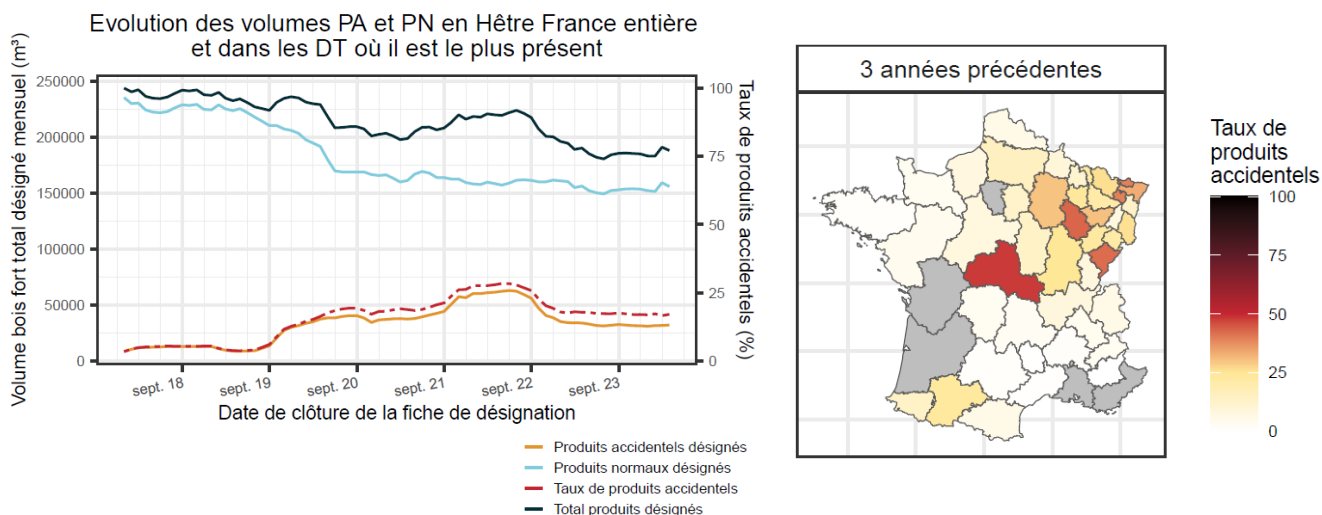 Evolution des volumes PA et PN en Hêtre France entière
et dans les DT où il est le plus présent
Volume bois fort total désigné mensuel (m³)
250000
200000
150000
100000
50000
0
100
75
50
25
0
Taux de produits accidentels (%)
sept. 18
sept. 19
sept. 20
sept. 21
sept. 22
sept. 23
Date de clôture de la fiche de désignation
Produits accidentels désignés
Produits normaux désignés
Taux de produits accidentels
Total produits désignés
3 années précédentes
Taux de
produits
accidentels
100
75
50
25
0